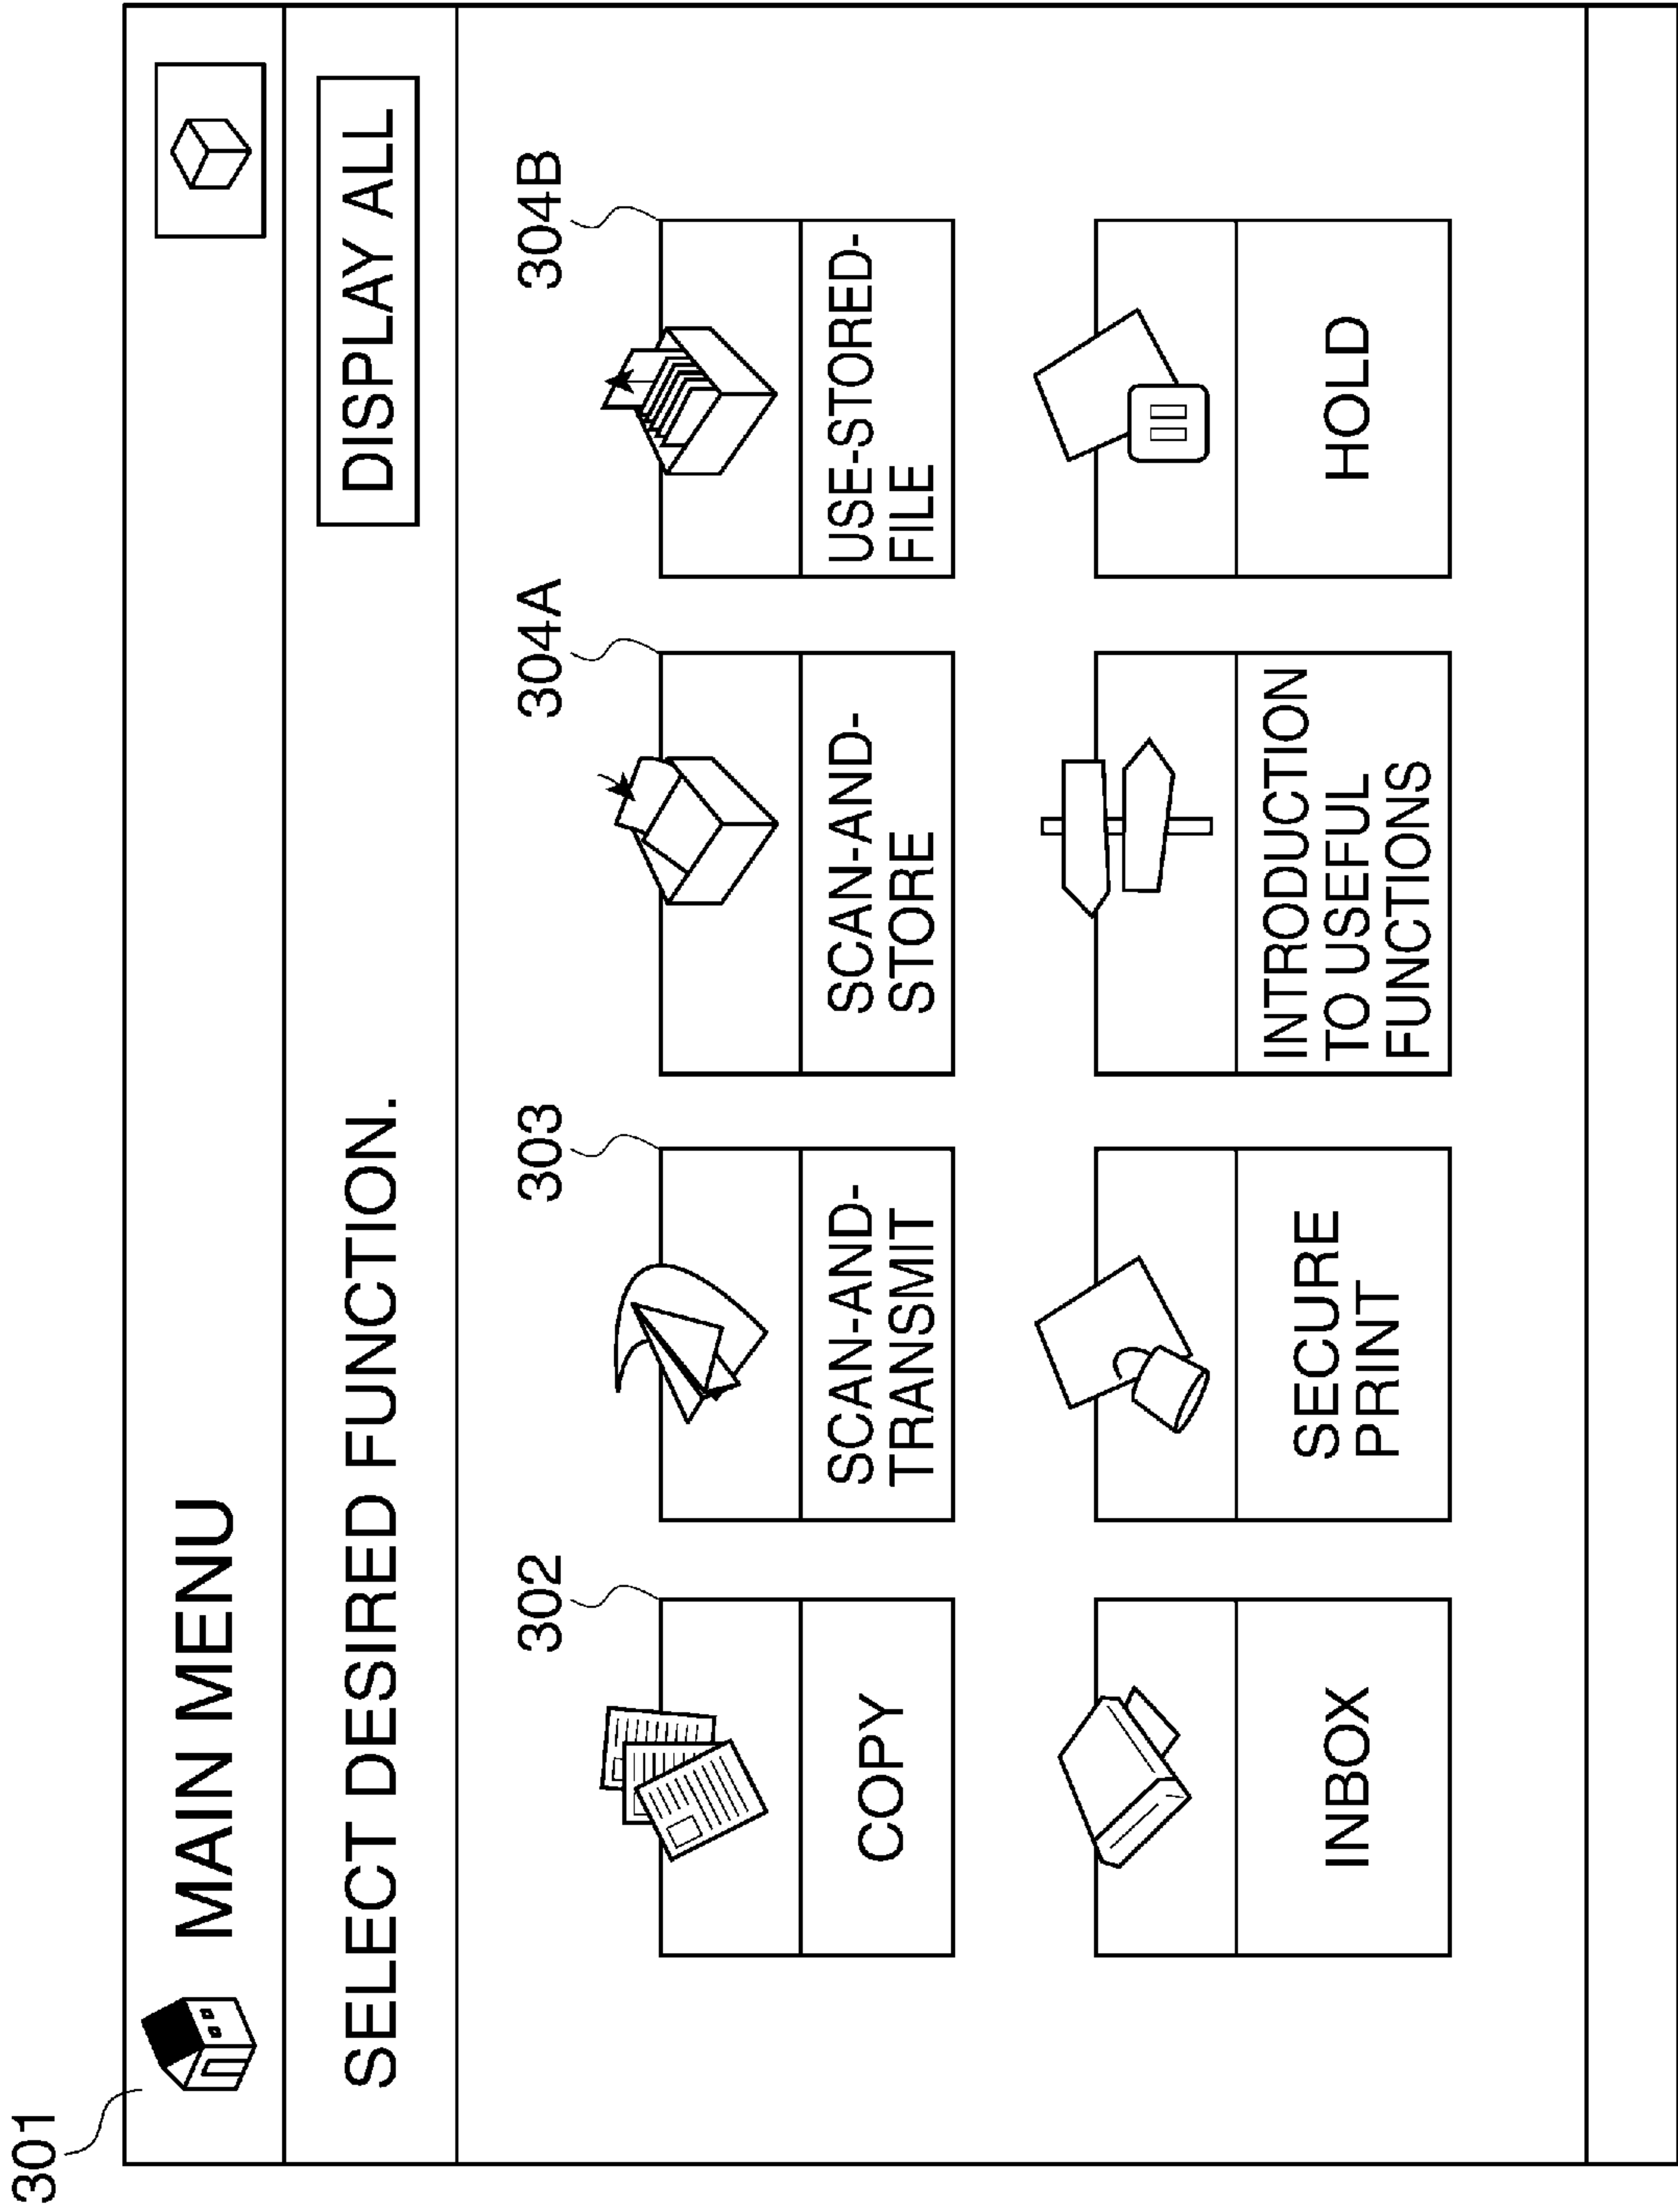 301
MAIN MENU
SELECT DESIRED FUNCTION.
DISPLAY ALL
302
303
304A
304B
COPY
SCAN-AND-
TRANSMIT
SCAN-AND-
STORE
USE-STORED-
FILE
INBOX
SECURE
PRINT
INTRODUCTION
TO USEFUL
FUNCTIONS
HOLD